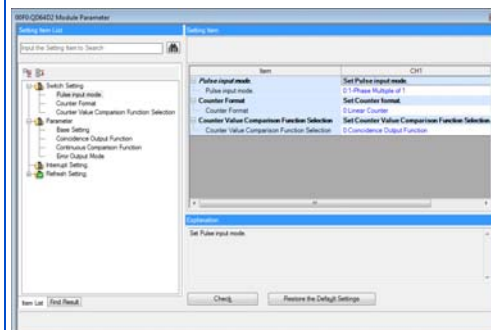 00F0:QD64D2 Module Parameter
Setting Item List
Input the Setting Item to Search
Switch Setting
Pulse input mode.
Counter Format
Counter Value Comparison Function Selection
Parameter
Base Setting
Coincidence Output Function
Continuous Comparison Function
Error Output Mode
Interrupt Setting
Refresh Setting
Item List
Find Result
Setting Item
Item
CH1
Pulse input mode.
Set Pulse input mode.
Pulse input mode.
0:1-Phase Multiple of 1
Counter Format
Set Counter format.
Counter Format
0:Linear Counter
Counter Value Comparison Function Selection
Set Counter Value Comparison Function Selection
Counter Value Comparison Function Selection
0:Coincidence Output Function
Explanation
Set Pulse input mode.
Check
Restore the Default Settings